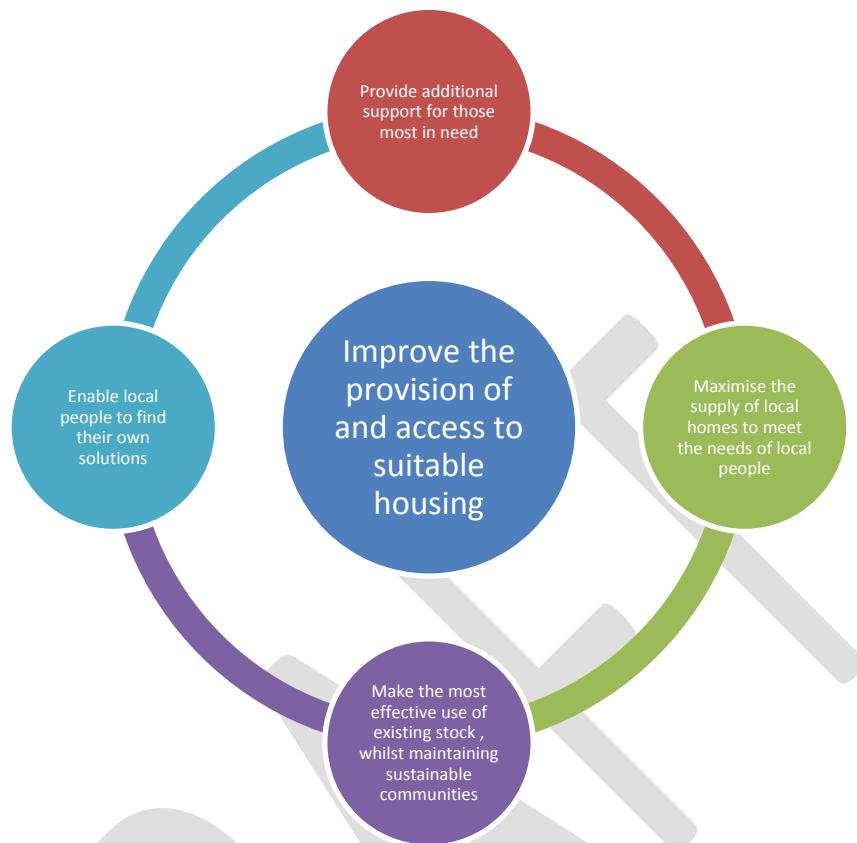 Provide additional
support for those
most in need
Improve the
provision of
and access to
suitable
housing
Enable local
people to find
their own
solutions
Maximise the
supply of local
homes to meet
the needs of local
people
Make the most
effective use of
existing stock ,
whilst maintaining
sustainable
communities